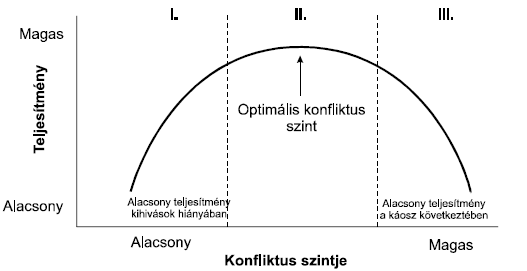 I.
II.
III.
Magas
Teljesítmény
Optimális konfliktus
szint
Alacsony
Alacsony teljesítmény
kihívások hiányában
Alacsony teljesítmény
a káosz következtében
Alacsony
Magas
Konfliktus szintje